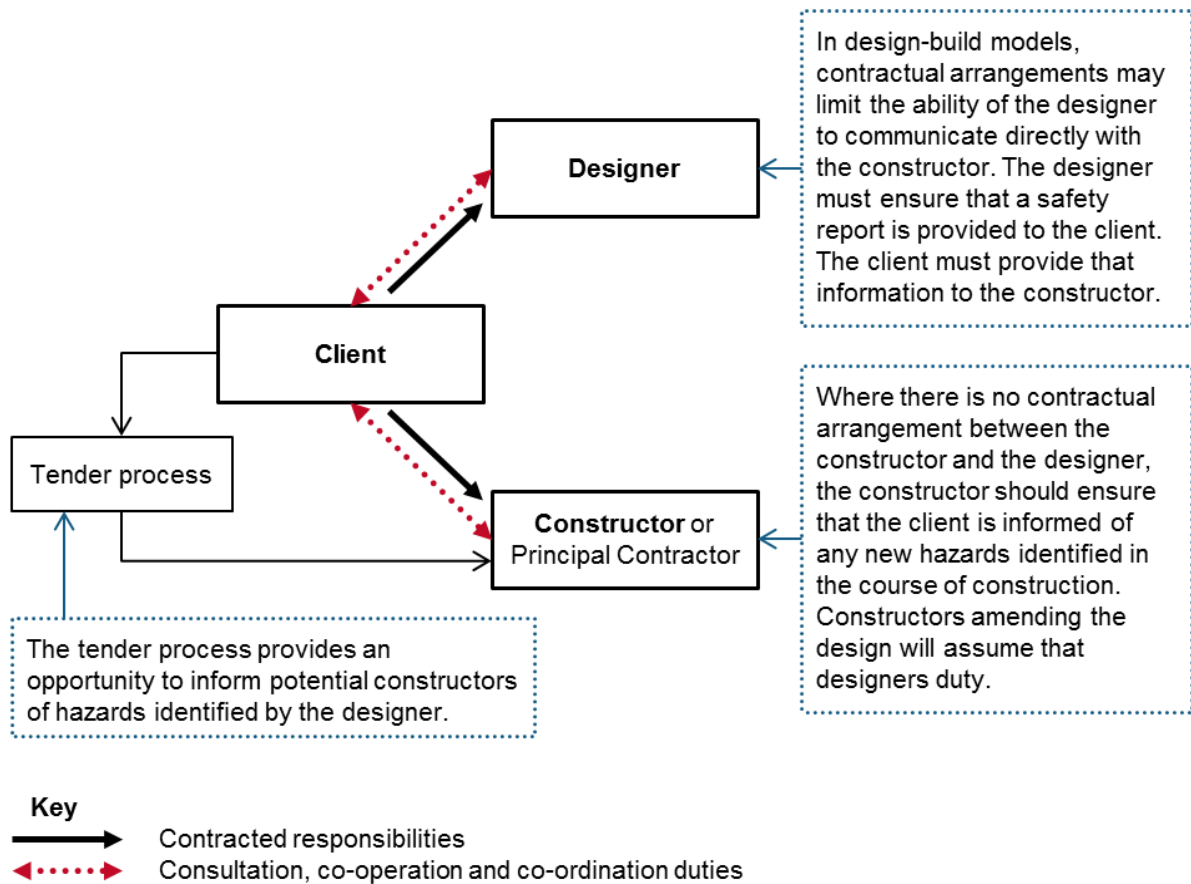 In design-build models,
contractual arrangements may
limit the ability of the designer
to communicate directly with
the constructor. The designer
must ensure that a safety
report is provided to the client.
The client must provide that
information to the constructor.
Designer
Client
Tender process
Constructor or
Principal Contractor
Where there is no contractual
arrangement between the
constructor and the designer,
the constructor should ensure
that the client is informed of
any new hazards identified in
the course of construction.
Constructors amending the
design will assume that
designers duty.
The tender process provides an
opportunity to inform potential constructors
of hazards identified by the designer.
Key
Contracted responsibilities
Consultation, co-operation and co-ordination duties